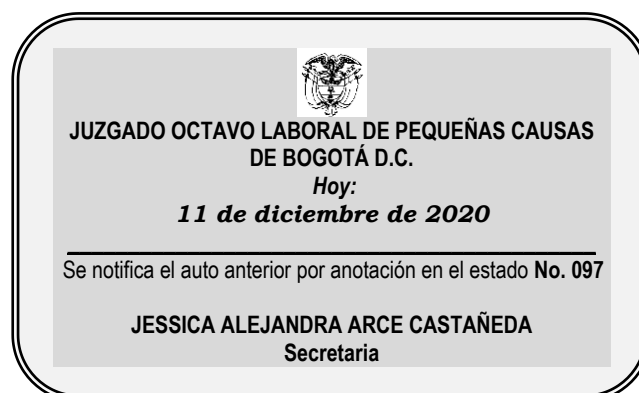 JUZGADO OCTAVO LABORAL DE PEQUEÑAS CAUSAS
DE BOGOTÁ D.C.
Hoy:
11 de diciembre de 2020
Se notifica el auto anterior por anotación en el estado No. 097
JESSICA ALEJANDRA ARCE CASTAÑEDA
Secretaria